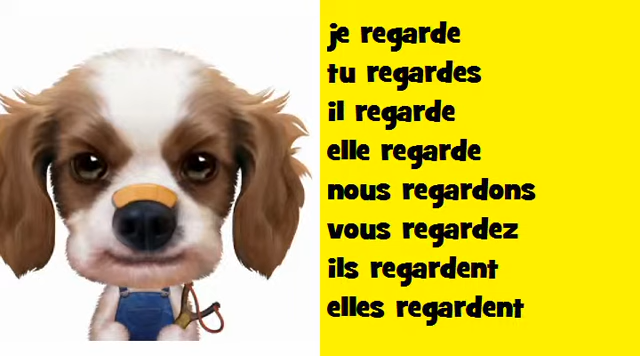 je regarde
tu regardes
il regarde
elle regarde
nous regardons
vous regardez
ils regardent
elles regardent